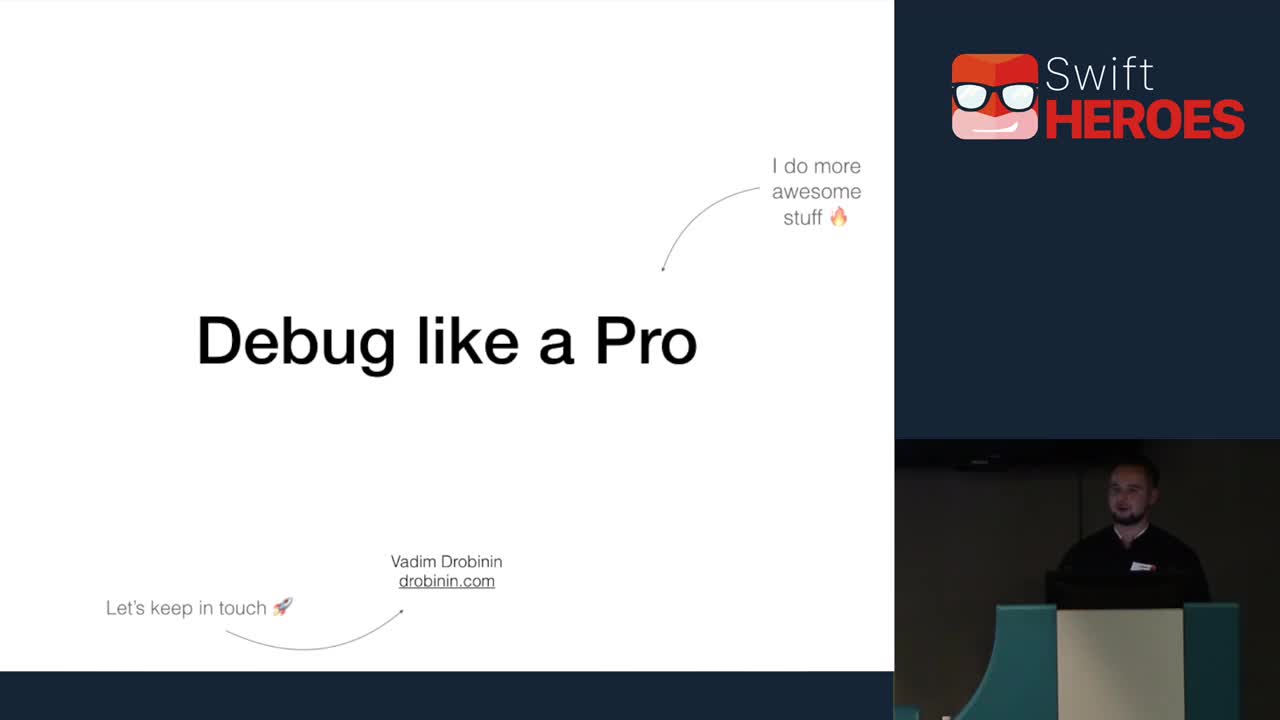 I do more
awesome
stuff 🔥
Debug like a Pro
Vadim Drobinin
drobinin.com
Let's keep in touch 🚀
Swift
HEROES